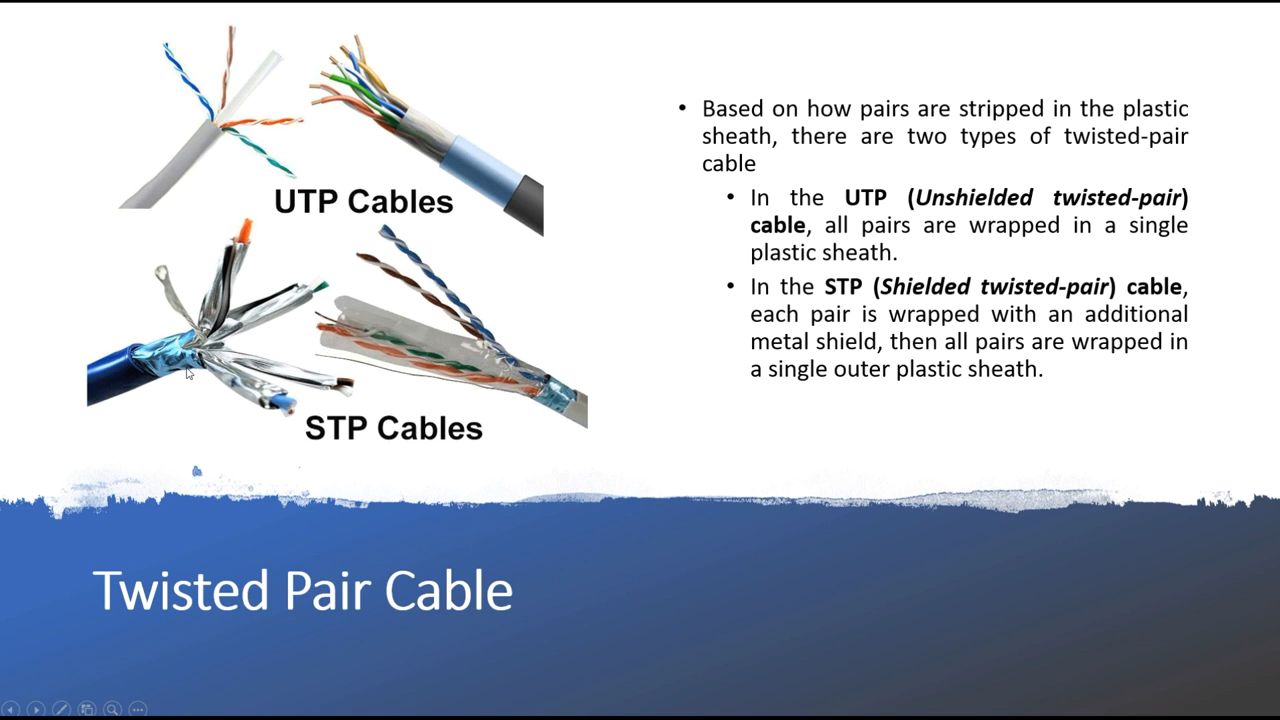 UTP Cables
STP Cables
• Based on how pairs are stripped in the plastic
sheath, there are two types of twisted-pair
cable
• In the UTP (Unshielded twisted-pair)
cable, all pairs are wrapped in a single
plastic sheath.
• In the STP (Shielded twisted-pair) cable,
each pair is wrapped with an additional
metal shield, then all pairs are wrapped in
a single outer plastic sheath.
Twisted Pair Cable